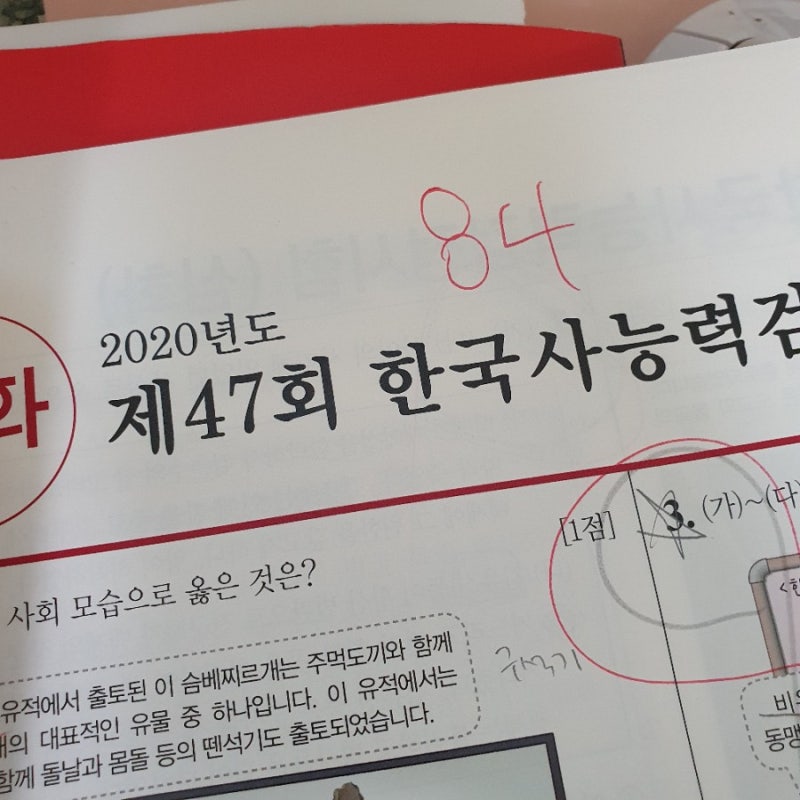 84
2020년도
화
제47회 한국사능력검
[1점]
3. (가)~(다)
사회 모습으로 옳은 것은?
유적에서 출토된 이 슴베찌르개는 주먹도끼와 함께
의 대표적인 유물 중 하나입니다. 이 유적에서는
함께 돌날과 몸돌 등의 뗀석기도 출토되었습니다.
구석기
동맹